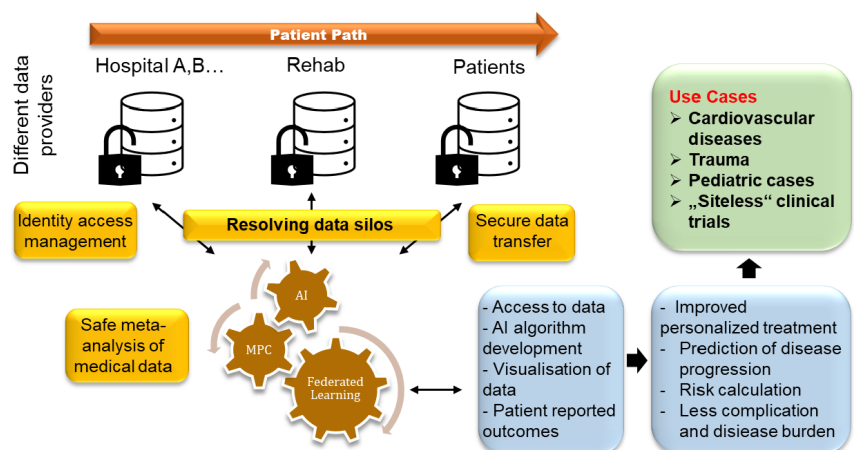 Patient Path
Different data
providers
Hospital A,B...
Rehab
Patients
Identity access
management
Resolving data silos
Secure data
transfer
Safe meta-
analysis of
medical data
AI
MPC
Federated
Learning
- Access to data
- AI algorithm
development
- Visualisation of
data
- Patient reported
outcomes
- Improved
personalized treatment
- Prediction of disease
progression
- Risk calculation
- Less complication
and disiease burden
Use Cases
➢ Cardiovascular
diseases
➢ Trauma
➢ Pediatric cases
➢ „Siteless“ clinical
trials